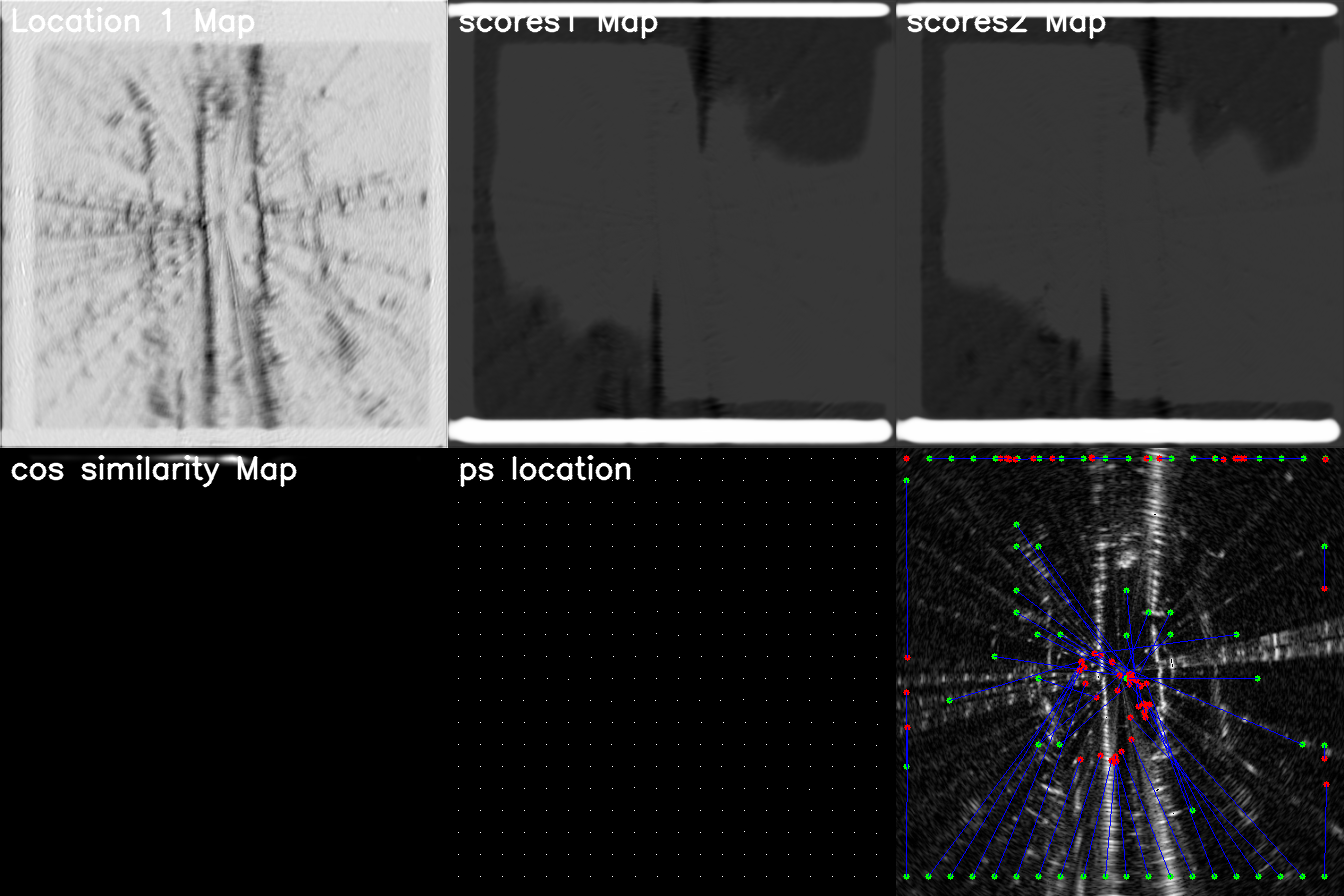 Location 1 Map
scores1 Map
scores2 Map
cos similarity Map
ps location